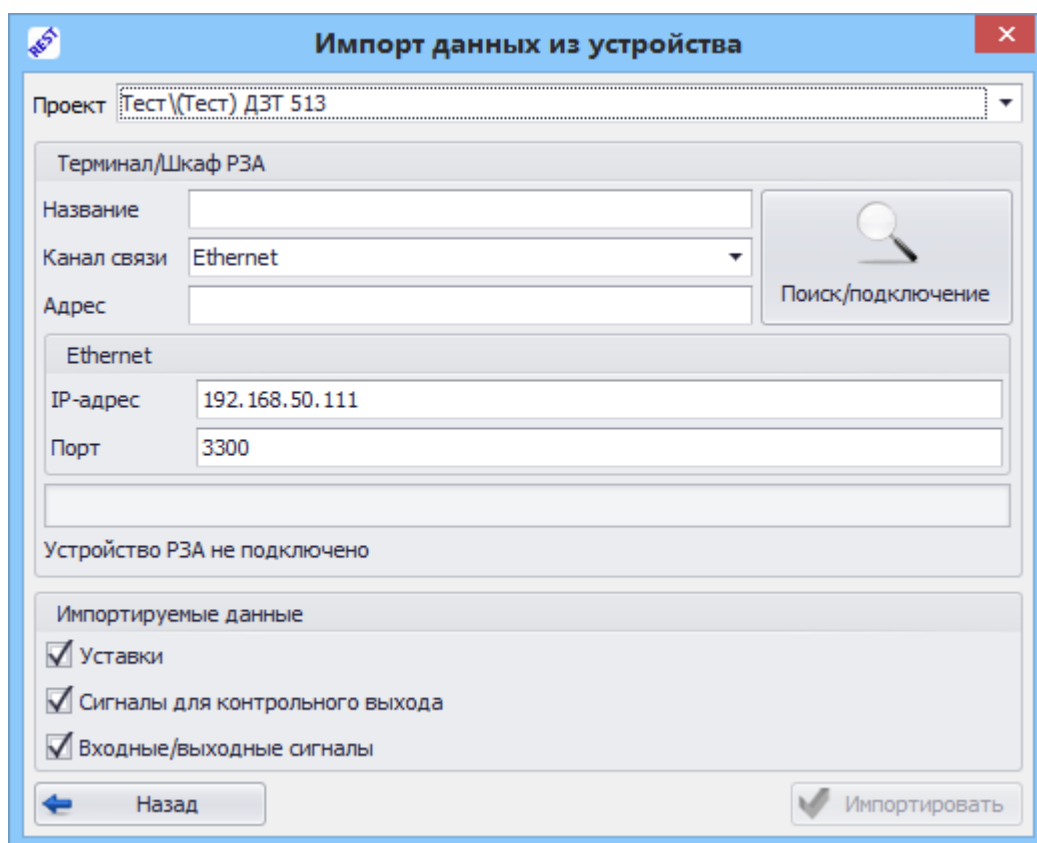 REST
Импорт данных из устройства
Проект Тест\(Тест) ДЗТ 513
Терминал/Шкаф РЗА
Название
Канал связи Ethernet
Адрес
Поиск/подключение
Ethernet
IP-адрес 192.168.50.111
Порт 3300
Устройство РЗА не подключено
Импортируемые данные
Уставки
Сигналы для контрольного выхода
Входные/выходные сигналы
Назад Импортировать